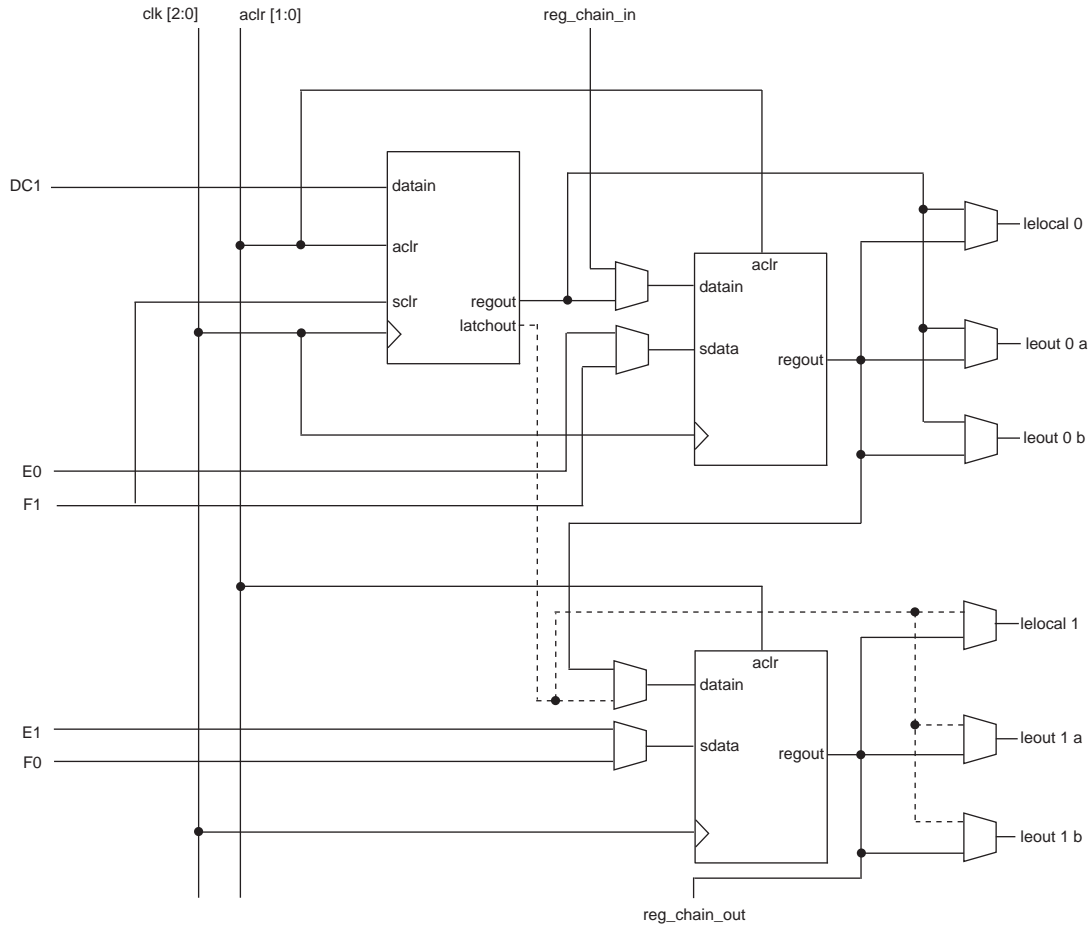 clk [2:0]
aclr [1:0]
reg_chain_in
DC1
datain
aclr
sclr
regout
latchout
aclr
datain
sdata
regout
lelocal 0
leout 0 a
leout 0 b
E0
F1
aclr
datain
sdata
regout
lelocal 1
leout 1 a
leout 1 b
E1
F0
reg_chain_out